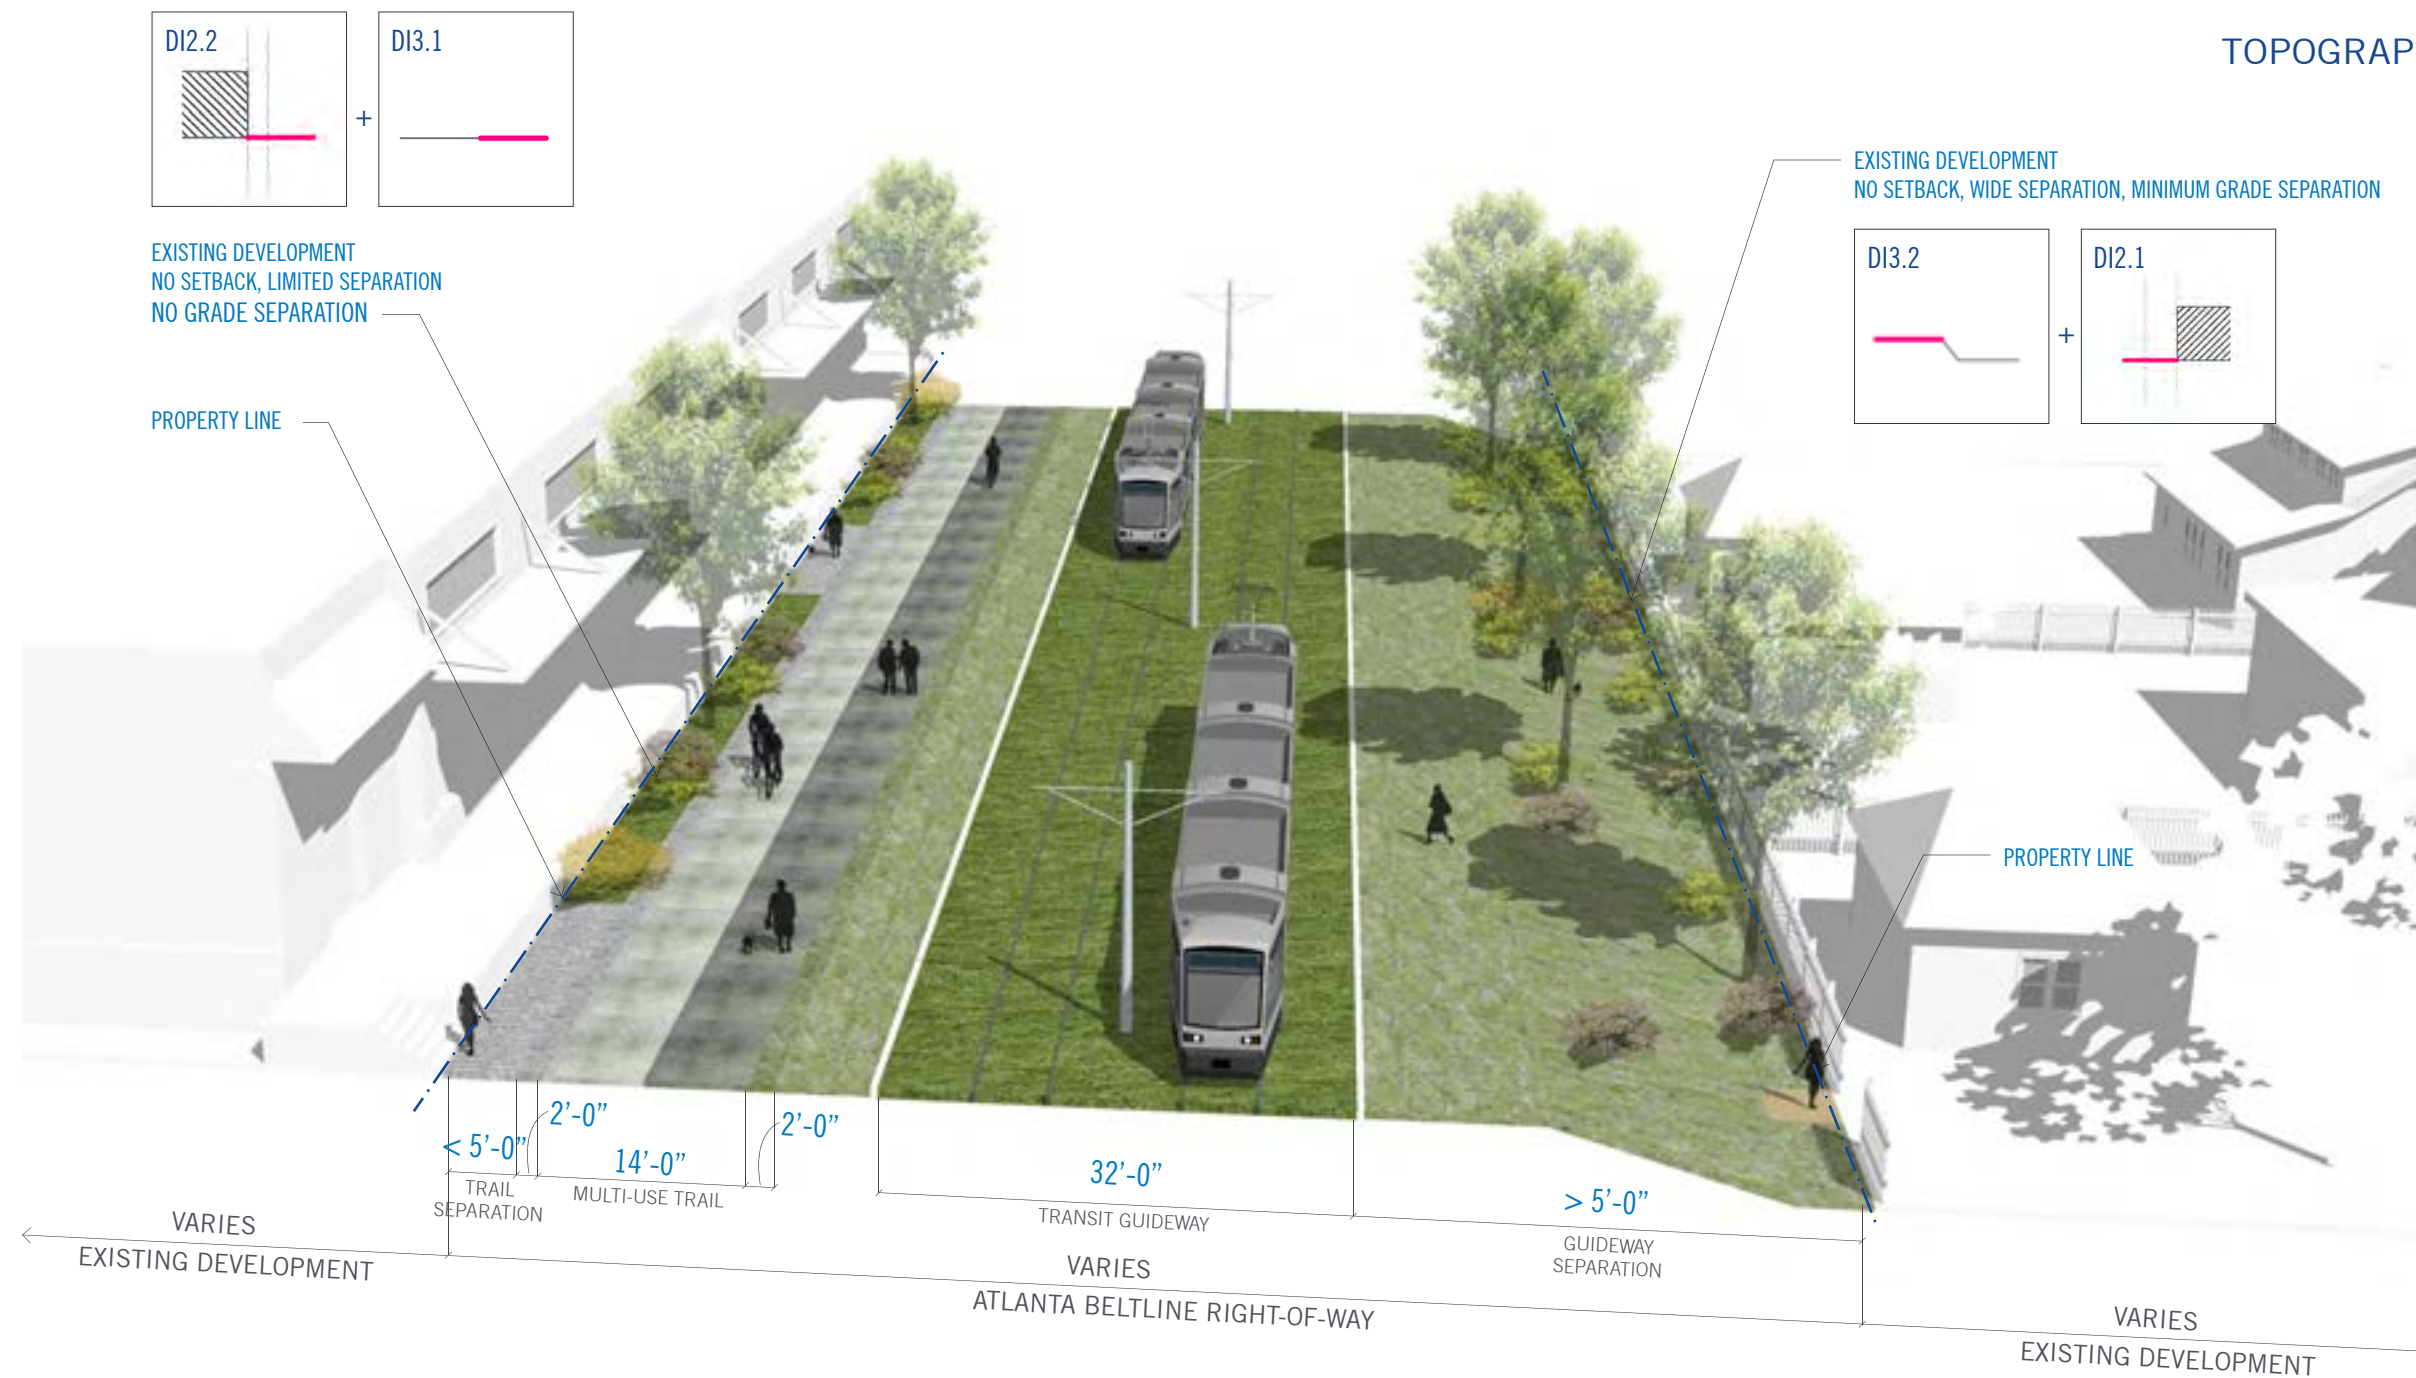 DI2.2
+
DI3.1
TOPOGRAP
EXISTING DEVELOPMENT
NO SETBACK, LIMITED SEPARATION
NO GRADE SEPARATION
PROPERTY LINE
EXISTING DEVELOPMENT
NO SETBACK, WIDE SEPARATION, MINIMUM GRADE SEPARATION
DI3.2
+
DI2.1
PROPERTY LINE
< 5’-0”
2’-0”
14’-0”
2’-0”
32’-0”
> 5’-0”
TRAIL
SEPARATION
MULTI-USE TRAIL
TRANSIT GUIDEWAY
GUIDEWAY
SEPARATION
VARIES
EXISTING DEVELOPMENT
VARIES
ATLANTA BELTLINE RIGHT-OF-WAY
VARIES
EXISTING DEVELOPMENT